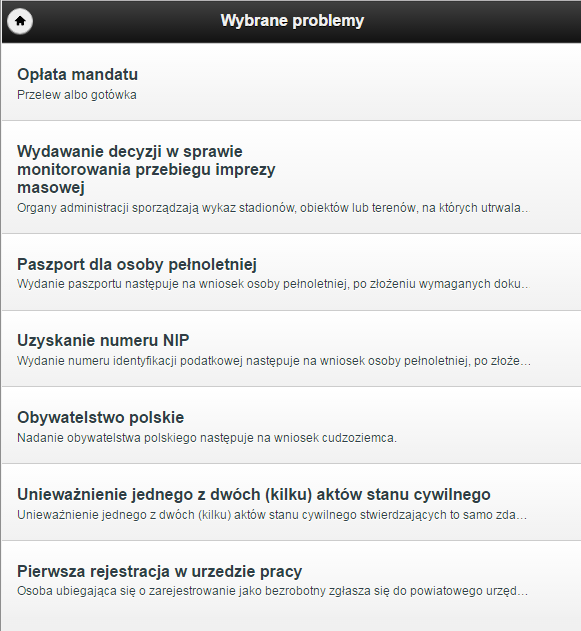 Wybrane problemy
Opłata mandatu
Przelew albo gotówka
Wydawanie decyzji w sprawie
monitorowania przebiegu imprezy
masowej
Organy administracji sporządzają wykaz stadionów, obiektów lub terenów, na których utrwala..
Paszport dla osoby pełnoletniej
Wydanie paszportu następuje na wniosek osoby pełnoletniej, po złożeniu wymaganych doku..
Uzyskanie numeru NIP
Wydanie numeru identyfikacji podatkowej następuje na wniosek osoby pełnoletniej, po złoże...
Obywatelstwo polskie
Nadanie obywatelstwa polskiego następuje na wniosek cudzoziemca.
Unieważnienie jednego z dwóch (kilku) aktów stanu cywilnego
Unieważnienie jednego z dwóch (kilku) aktów stanu cywilnego stwierdzających to samo zda...
Pierwsza rejestracja w urzedzie pracy
Osoba ubiegająca się o zarejestrowanie jako bezrobotny zgłasza się do powiatowego urzęd...